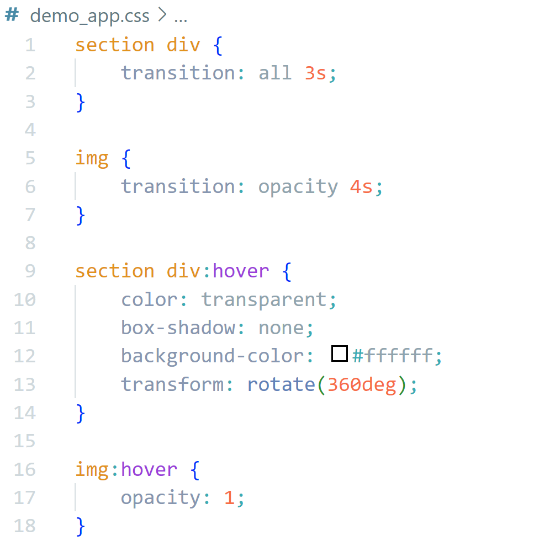 # demo_app.css > ...
1 section div {
2     transition: all 3s;
3 }
4
5 img {
6     transition: opacity 4s;
7 }
8
9 section div:hover {
10     color: transparent;
11     box-shadow: none;
12     background-color: #ffffff;
13     transform: rotate(360deg);
14 }
15
16 img:hover {
17     opacity: 1;
18 }